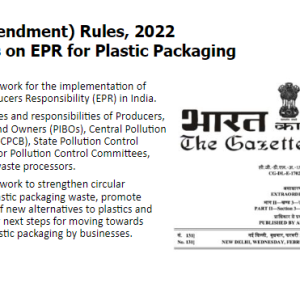 endment) Rules, 2022
on EPR for Plastic Packaging
work for the implementation of
ucers Responsibility (EPR) in India.
es and responsibilities of Producers,
nd Owners (PIBOs), Central Pollution
CPCB), State Pollution Control
or Pollution Control Committees,
waste processors.
work to strengthen circular
astic packaging waste, promote
f new alternatives to plastics and
next steps for moving towards
stic packaging by businesses.
भारत
The Gazette
EXTRAORD
PART II—Section 3—
PUBLISHED BY A
No. 131]
NEW DELHI, WEDNESDAY, FEBR